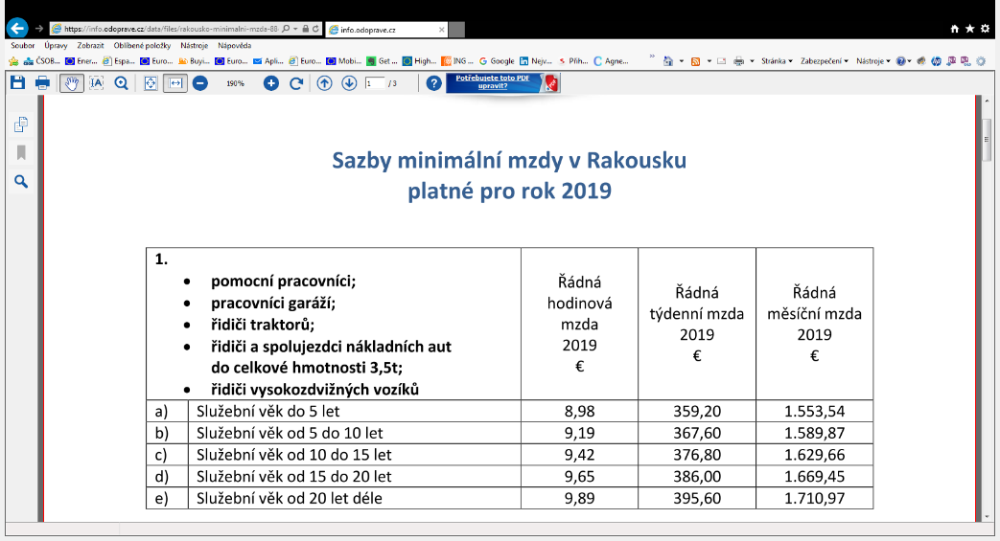 https://info.odoprave.cz/data/files/rakousko-minimalni-mzda-88-
info.odoprave.cz
Soubor Úpravy Zobrazit Oblíbené položky Nástroje Nápověda
ČSOB... Ener... Espa... Euro... Buyi... Euro... Apli... Euro... Mobi... Get ... High... ING ... Google Nejv... Přih... Agne... Stránka Zabezpečení Nástroje
190% 1 / 3 Potřebujete toto PDF
upravit?
Sazby minimální mzdy v Rakousku
platné pro rok 2019
1.
• pomocní pracovníci;
• pracovníci garáží;
• řidiči traktorů;
• řidiči a spolujezdci nákladních aut
do celkové hmotnosti 3,5t;
• řidiči vysokozdvižných vozíků
Řádná
hodinová
mzda
2019
€
Řádná
týdenní mzda
2019
€
Řádná
měsíční mzda
2019
€
a) Služební věk do 5 let 8,98 359,20 1.553,54
b) Služební věk od 5 do 10 let 9,19 367,60 1.589,87
c) Služební věk od 10 do 15 let 9,42 376,80 1.629,66
d) Služební věk od 15 do 20 let 9,65 386,00 1.669,45
e) Služební věk od 20 let déle 9,89 395,60 1.710,97